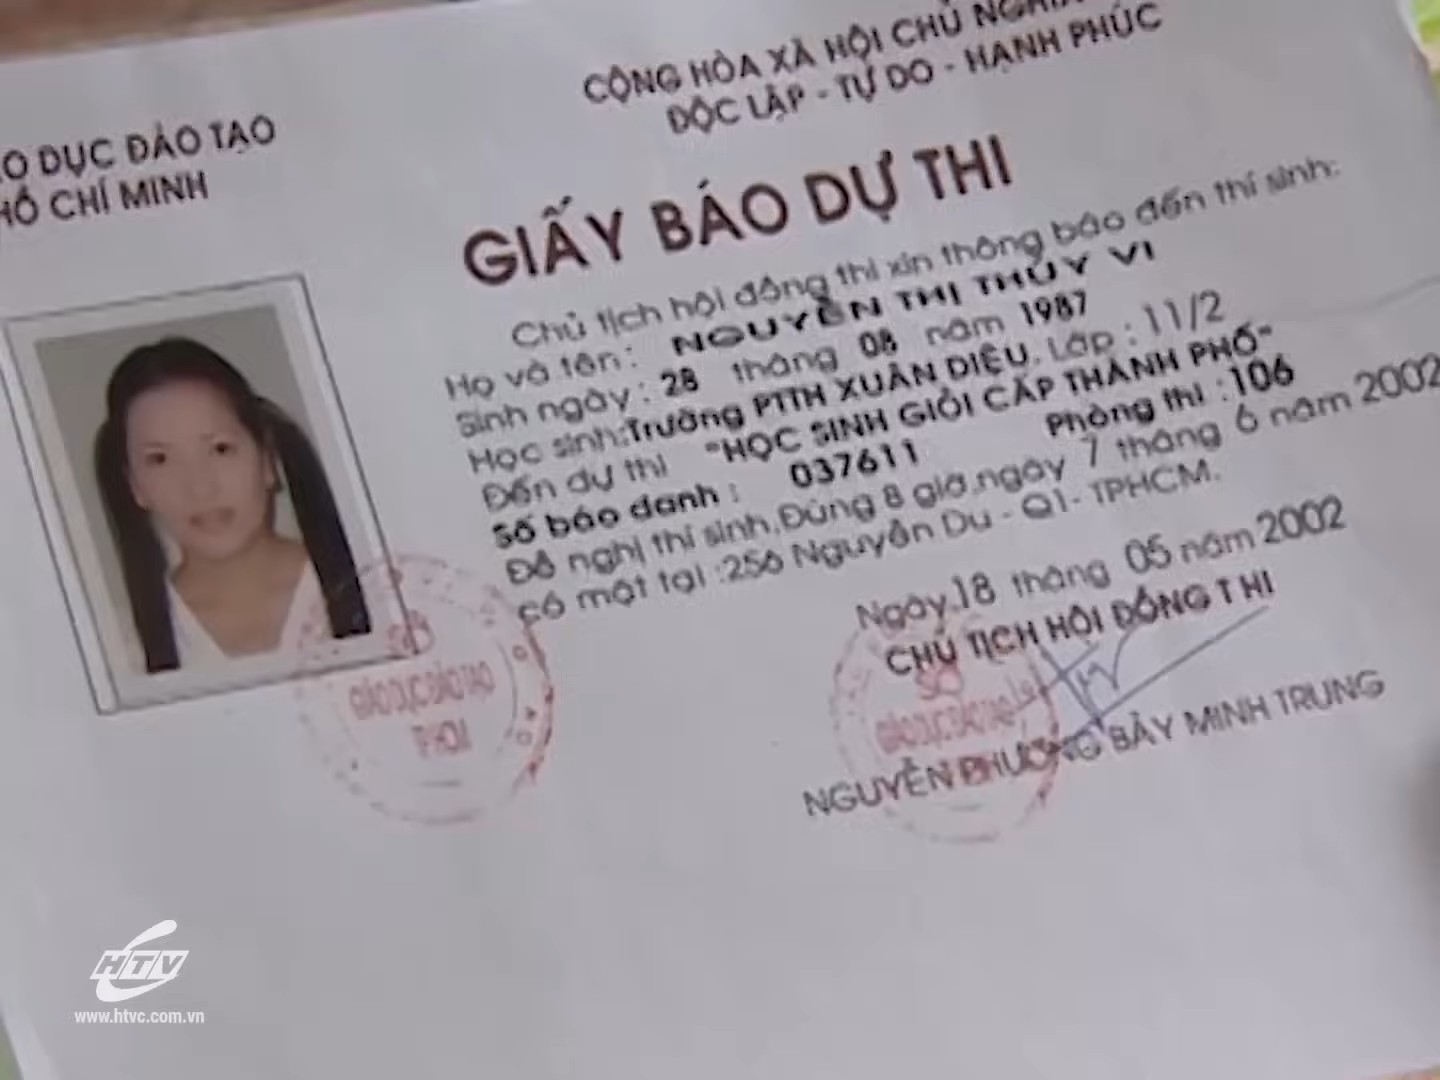 CỘNG HÒA XÃ HỘI CHỦ NGHĨA
ĐỘC LẬP - TỰ DO - HẠNH PHÚC
O DỤC ĐÀO TẠO
HỒ CHÍ MINH
GIẤY BÁO DỰ THI
Chủ tịch hội đồng thi xin thông báo đến thí sinh:
Họ và tên: NGUYỄN THỊ THÚY VI
Sinh ngày: 28 tháng 08 năm 1987
Học sinh: Trường PTTH XUÂN DIỆU. Lớp : 11/2
Đến dự thi "HỌC SINH GIỎI CẤP THÀNH PHỐ"
Số báo danh : 037611 Phòng thi : 106
Đề nghị thí sinh, Đúng 8 giờ, ngày 7 tháng 6 năm 2002
có mặt tại :256 Nguyễn Du - Q1- TPHCM.
Ngày, 18 tháng 05 năm 2002
CHỦ TỊCH HỘI ĐỒNG THI
SỞ
GIÁO DỤC ĐÀO TẠO
TPHCM
SỞ
GIÁO DỤC ĐÀO TẠO
NGUYỄN PHƯƠNG BẢY MINH TRUNG
HTV
www.htvc.com.vn